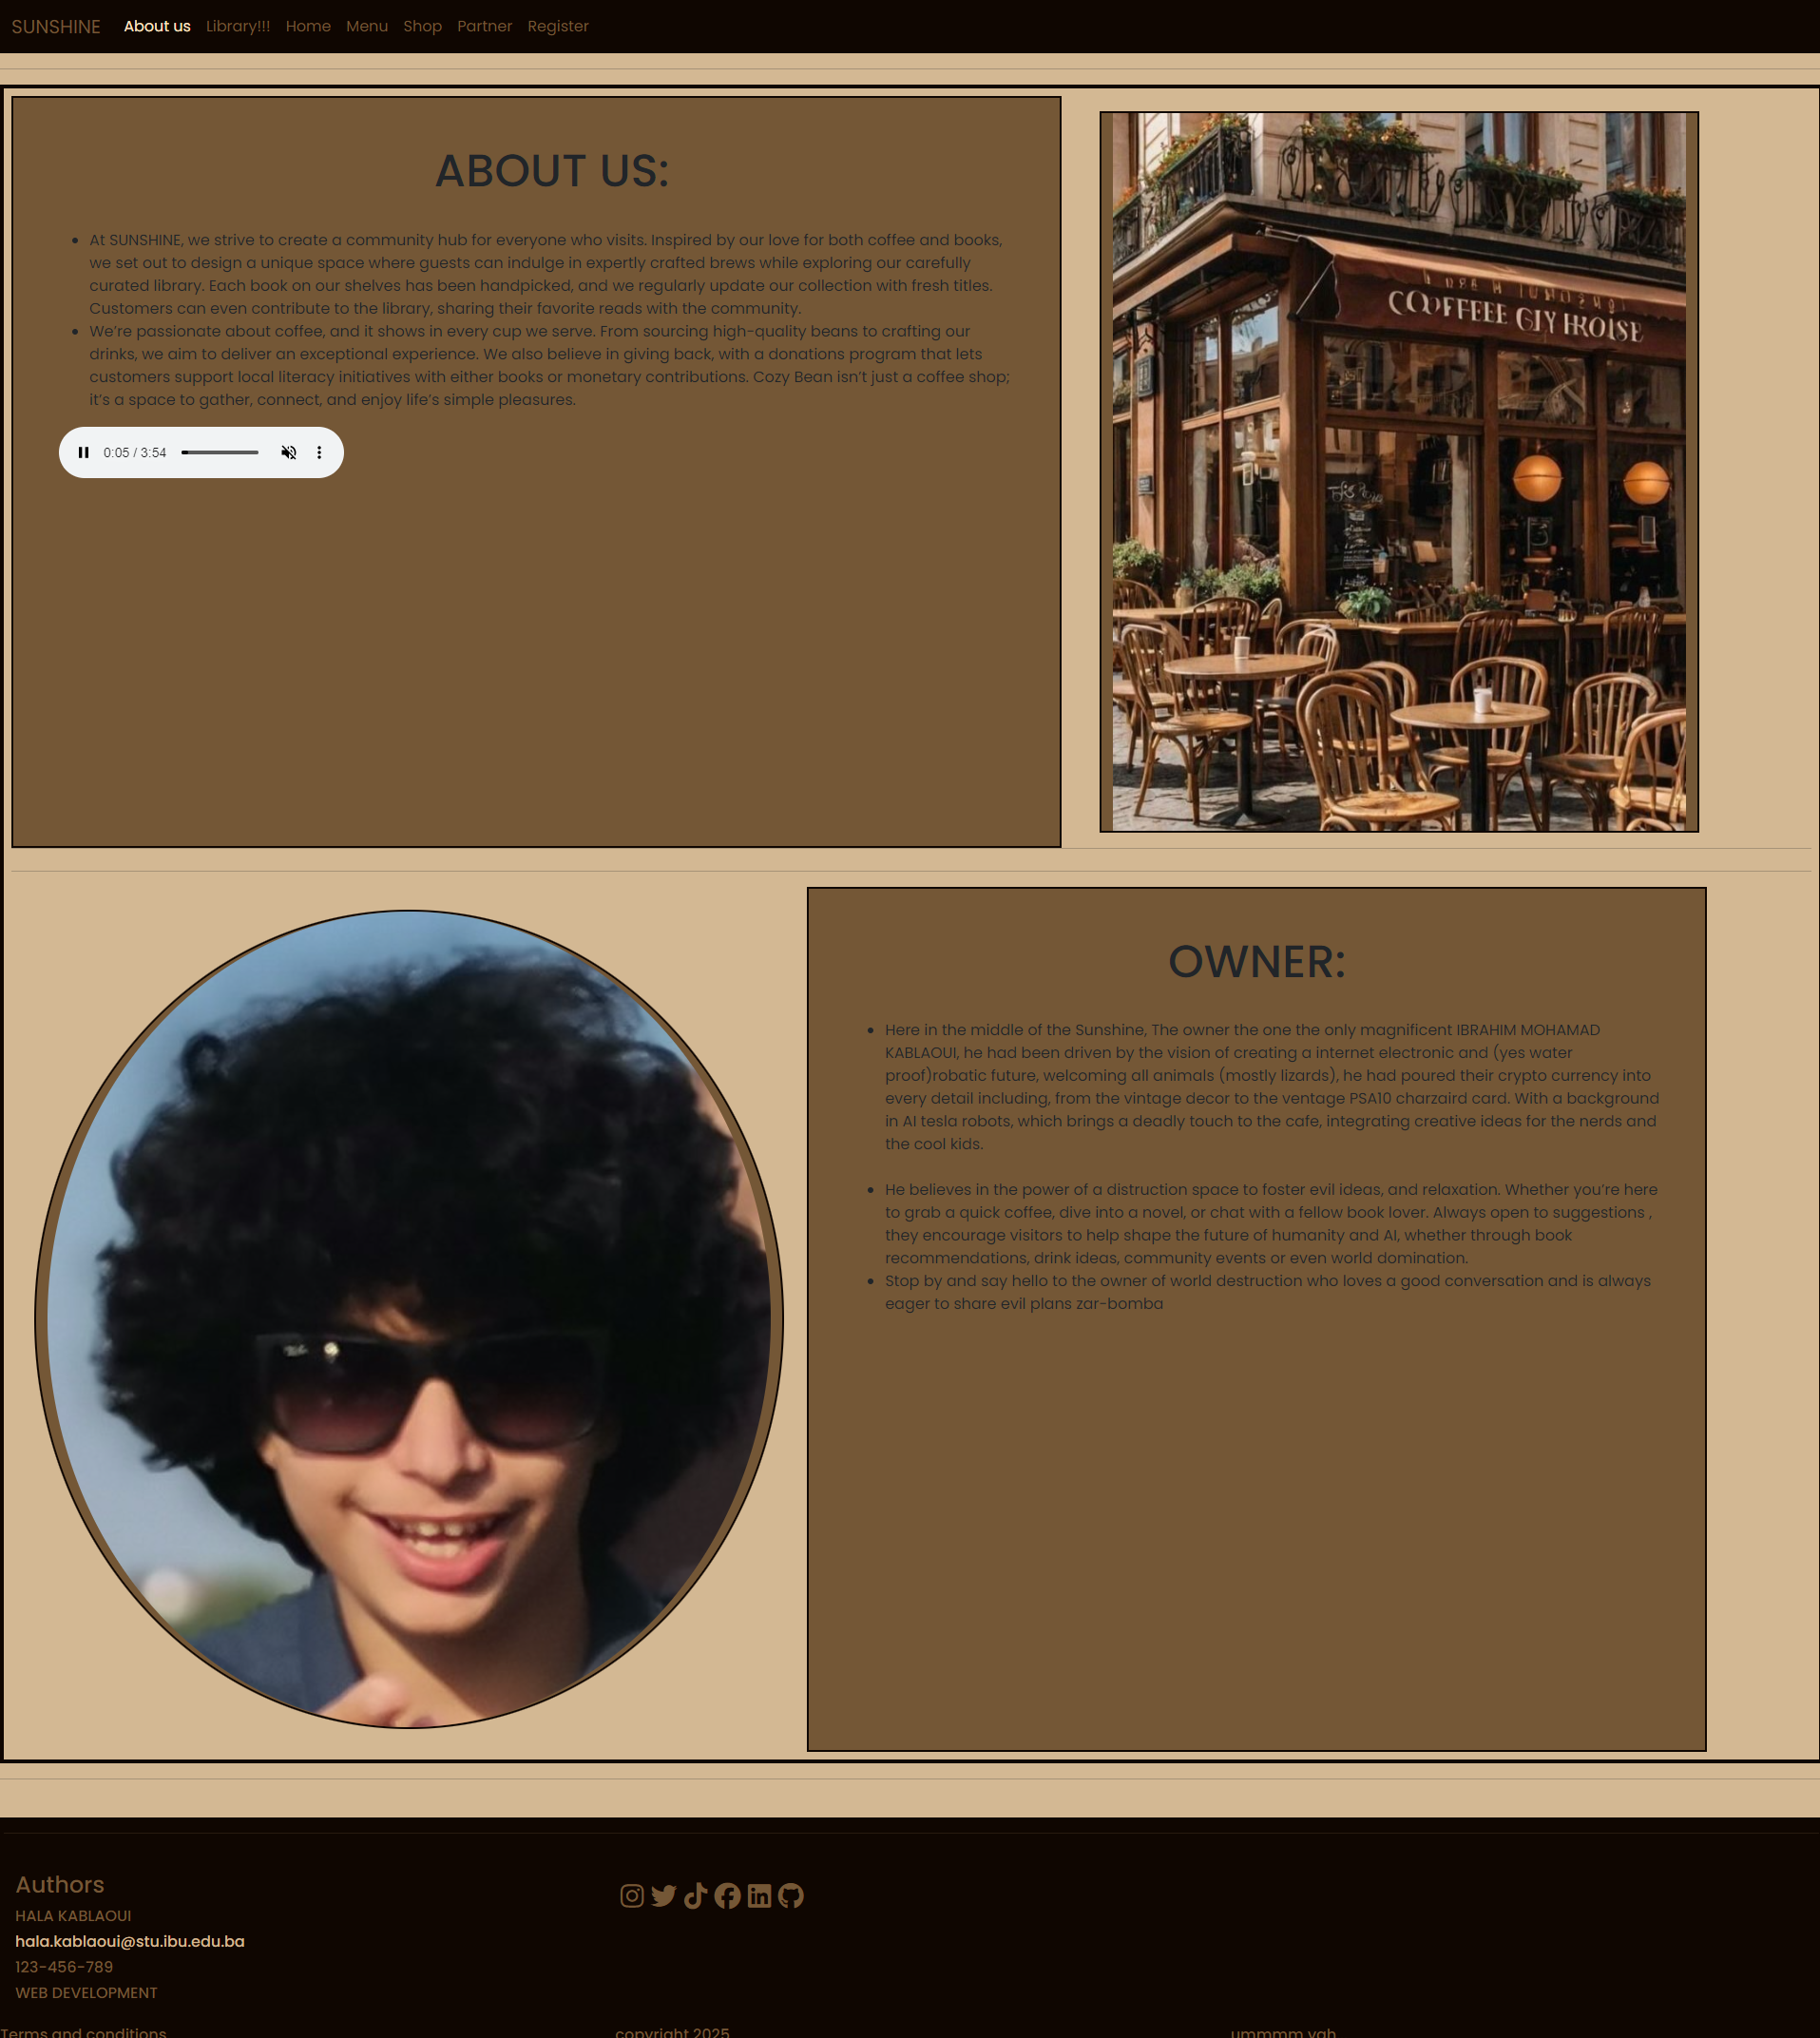 SUNSHINE About us Library!!! Home Menu Shop Partner Register
ABOUT US:
At SUNSHINE, we strive to create a community hub for everyone who visits. Inspired by our love for both coffee and books,
we set out to design a unique space where guests can indulge in expertly crafted brews while exploring our carefully
curated library. Each book on our shelves has been handpicked, and we regularly update our collection with fresh titles.
Customers can even contribute to the library, sharing their favorite reads with the community.
We're passionate about coffee, and it shows in every cup we serve. From sourcing high-quality beans to crafting our
drinks, we aim to deliver an exceptional experience. We also believe in giving back, with a donations program that lets
customers support local literacy initiatives with either books or monetary contributions. Cozy Bean isn't just a coffee shop;
it's a space to gather, connect, and enjoy life's simple pleasures.
0:05 / 3:54
COFFEEE GIY HROISE
OWNER:
Here in the middle of the Sunshine, The owner the one the only magnificent IBRAHIM MOHAMAD
KABLAOUI, he had been driven by the vision of creating a internet electronic and (yes water
proof)robatic future, welcoming all animals (mostly lizards), he had poured their crypto currency into
every detail including, from the vintage decor to the ventage PSA10 charzaird card. With a background
in AI tesla robots, which brings a deadly touch to the cafe, integrating creative ideas for the nerds and
the cool kids.
He believes in the power of a distruction space to foster evil ideas, and relaxation. Whether you're here
to grab a quick coffee, dive into a novel, or chat with a fellow book lover. Always open to suggestions ,
they encourage visitors to help shape the future of humanity and AI, whether through book
recommendations, drink ideas, community events or even world domination.
Stop by and say hello to the owner of world destruction who loves a good conversation and is always
eager to share evil plans zar-bomba
Authors
HALA KABLAOUI
hala.kablaoui@stu.ibu.edu.ba
123-456-789
WEB DEVELOPMENT
Terms and conditions copyright 2025 ummmm yah